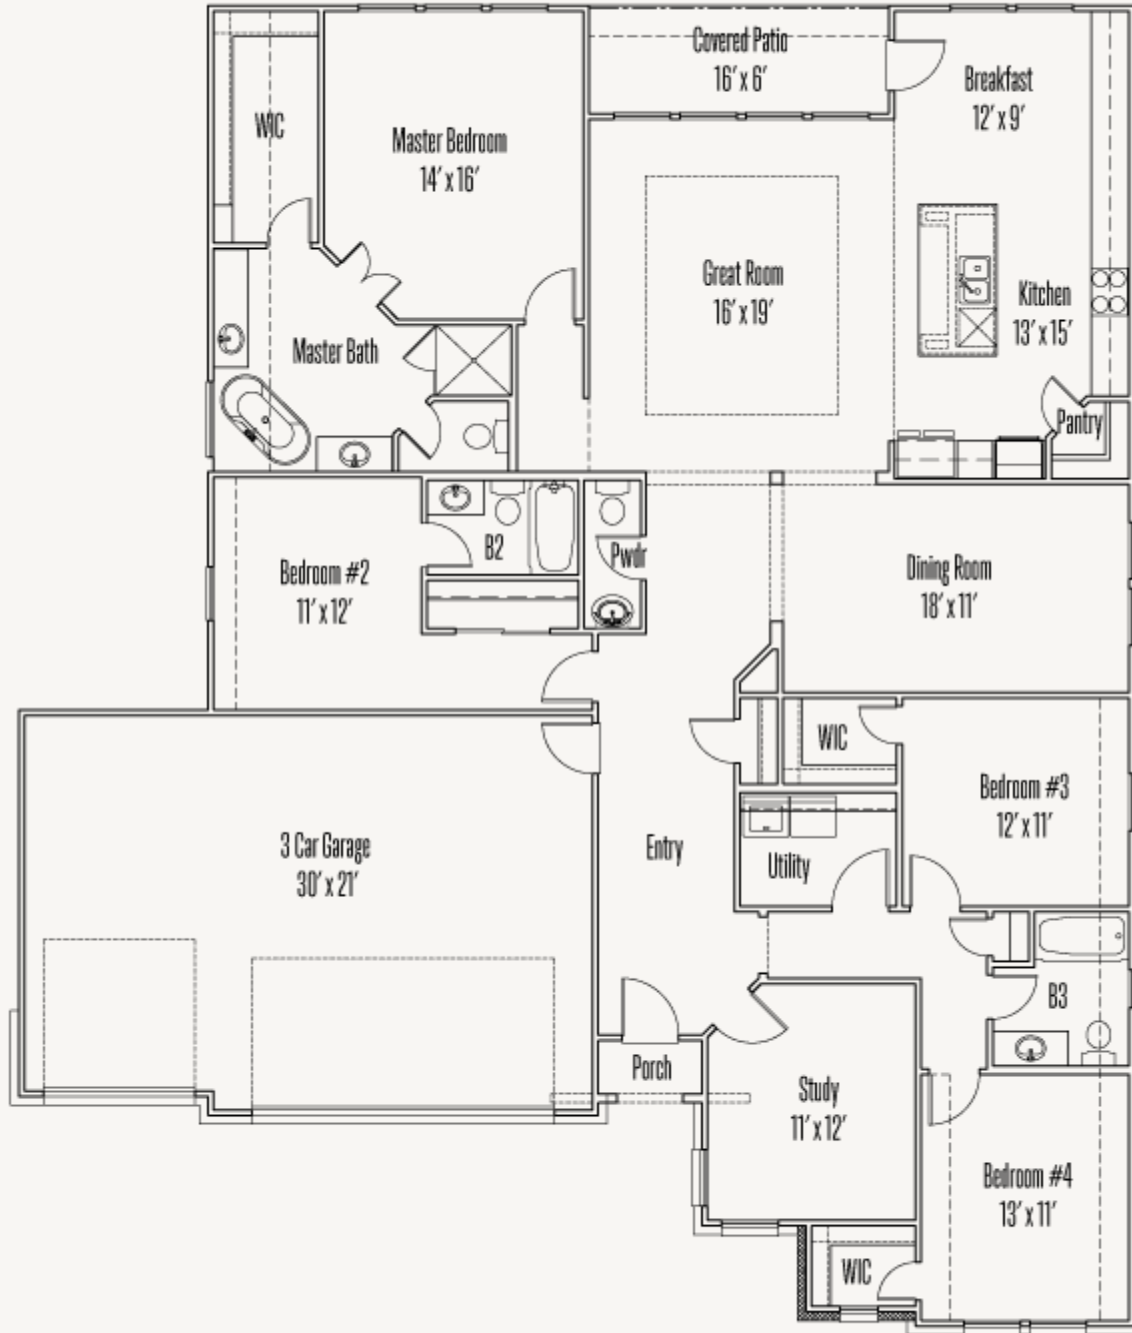 Covered Patio
16' x 6'
Breakfast
12' x 9'
WIC
Master Bedroom
14' x 16'
Great Room
16' x 19'
Kitchen
13' x 15'
Master Bath
Pantry
B2
Pwdr
Bedroom #2
11' x 12'
Dining Room
18' x 11'
WIC
Bedroom #3
12' x 11'
3 Car Garage
30' x 21'
Entry
Utility
B3
Porch
Study
11' x 12'
Bedroom #4
13' x 11'
WIC